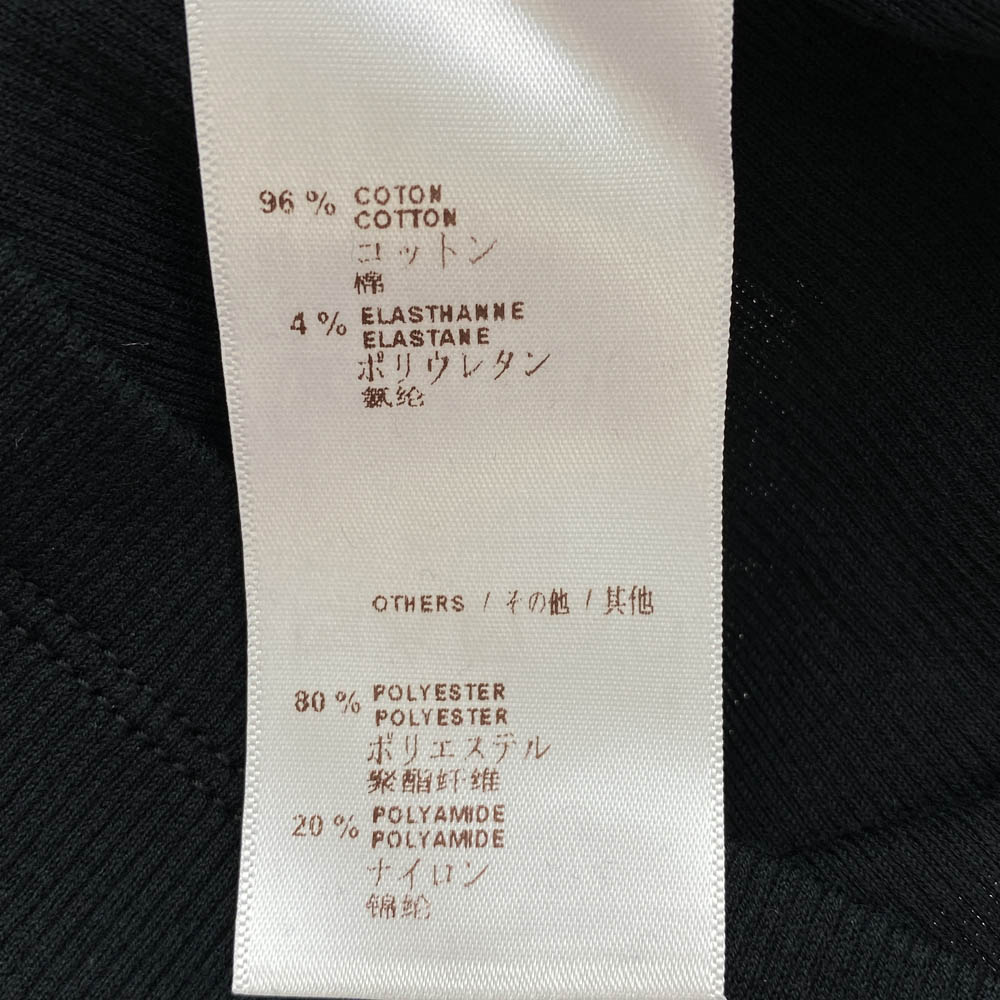 96 % COTON
COTTON
コットン
棉
4 % ELASTHANNE
ELASTANE
ポリウレタン
氨纶
OTHERS / その他 / 其他
80 % POLYESTER
POLYESTER
ポリエステル
聚酯纤维
20 % POLYAMIDE
POLYAMIDE
ナイロン
锦纶